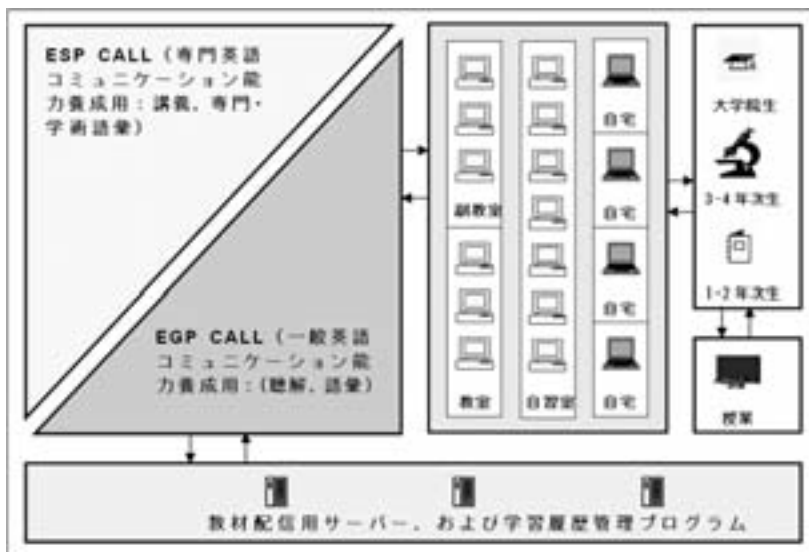 ESP CALL（専門英語
コミュニケーション能
力養成用：講義，専門・
学術語彙）
EGP CALL（一般英語
コミュニケーション能
力養成用：（聴解，語彙）
副教室
教室
自習室
自宅
自宅
自宅
自宅
大学院生
3-4年次生
1-2年次生
授業
教材配信用サーバー，および学習履歴管理プログラム